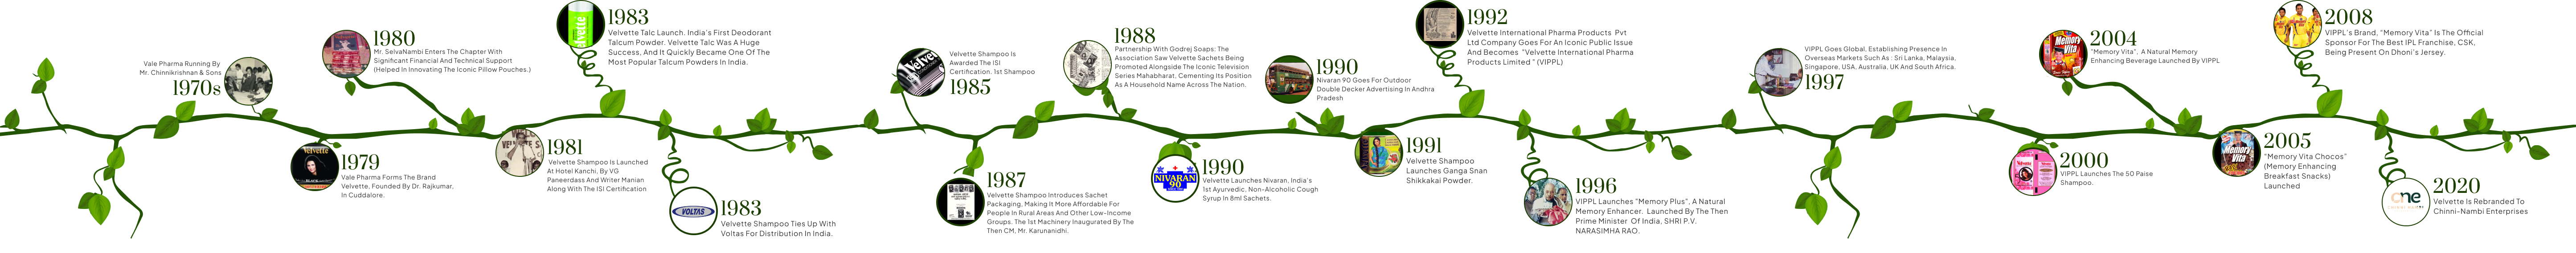 Vale Pharma Running By
Mr. Chinnikrishnan & Sons
1970s
1979
Vale Pharma Forms The Brand
Velvette, Founded By Dr. Rajkumar,
In Cuddalore.
1980
Mr. SelvaNambi Enters The Chapter With
Significant Financial And Technical Support
(Helped In Innovating The Iconic Pillow Pouches.)
1981
Velvette Shampoo Is Launched
At Hotel Kanchi, By VG
Paneerdass And Writer Manian
Along With The ISI Certification
1983
Velvette Talc Launch. India's First Deodorant
Talcum Powder. Velvette Talc Was A Huge
Success, And It Quickly Became One Of The
Most Popular Talcum Powders In India.
VOLTAS
1983
Velvette Shampoo Ties Up With
Voltas For Distribution In India.
Velvette Shampoo Is
Awarded The ISI
Certification. 1st Shampoo
1985
1987
Velvette Shampoo Introduces Sachet
Packaging, Making It More Affordable For
People In Rural Areas And Other Low-Income
Groups. The 1st Machinery Inaugurated By The
Then CM, Mr. Karunanidhi.
1988
Partnership With Godrej Soaps: The
Association Saw Velvette Sachets Being
Promoted Alongside The Iconic Television
Series Mahabharat, Cementing Its Position
As A Household Name Across The Nation.
NIVARAN
90
1990
Velvette Launches Nivaran, India's
1st Ayurvedic, Non-Alcoholic Cough
Syrup In 8ml Sachets.
1990
Nivaran 90 Goes For Outdoor
Double Decker Advertising In Andhra
Pradesh
1991
Velvette Shampoo
Launches Ganga Snan
Shikkakai Powder.
1992
Velvette International Pharma Products Pvt
Ltd Company Goes For An Iconic Public Issue
And Becomes "Velvette International Pharma
Products Limited " (VIPPL)
1996
VIPPL Launches "Memory Plus", A Natural
Memory Enhancer. Launched By The Then
Prime Minister Of India, SHRI P.V.
NARASIMHA RAO.
VIPPL Goes Global, Establishing Presence In
Overseas Markets Such As : Sri Lanka, Malaysia,
Singapore, USA, Australia, UK And South Africa.
1997
2000
VIPPL Launches The 50 Paise
Shampoo.
Memory
Vita
2004
"Memory Vita", A Natural Memory
Enhancing Beverage Launched By VIPPL
Memory
Vita
2005
"Memory Vita Chocos"
(Memory Enhancing
Breakfast Snacks)
Launched
2008
VIPPL's Brand, "Memory Vita" Is The Official
Sponsor For The Best IPL Franchise, CSK,
Being Present On Dhoni's Jersey.
cne
2020
Velvette Is Rebranded To
Chinni-Nambi Enterprises